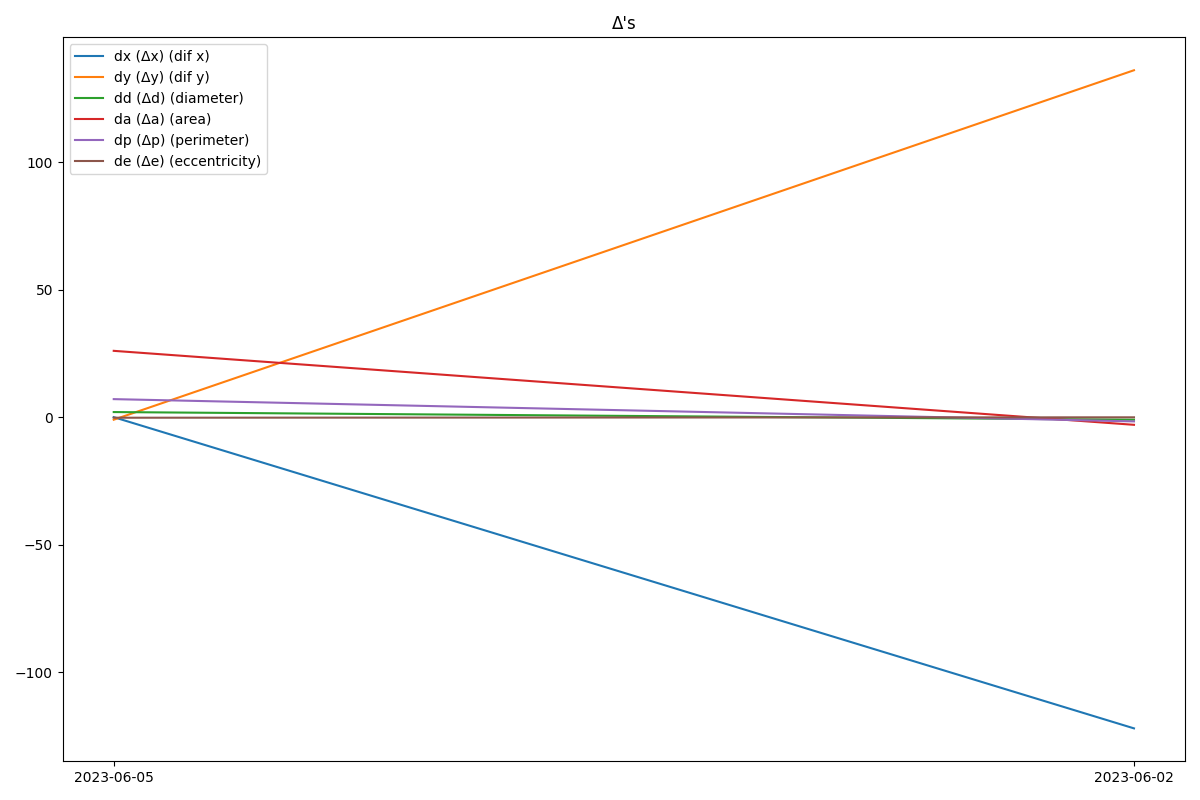 Δ's
dx (Δx) (dif x)
dy (Δy) (dif y)
dd (Δd) (diameter)
da (Δa) (area)
dp (Δp) (perimeter)
de (Δe) (eccentricity)
100
50
0
−50
−100
2023-06-05
2023-06-02